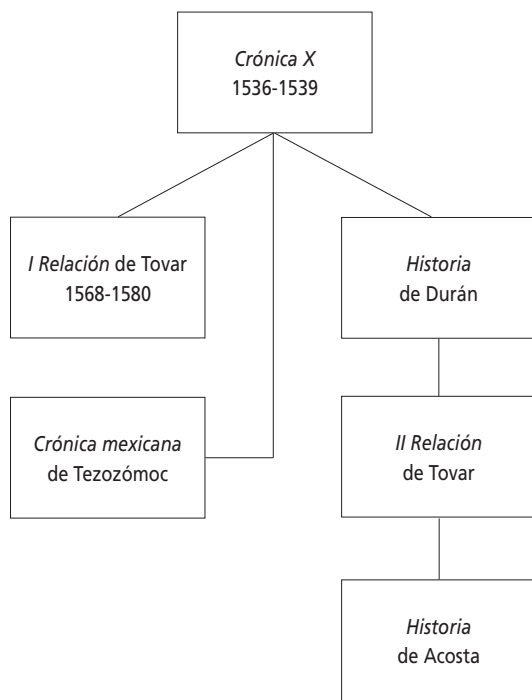 Crónica X
1536-1539
I Relación de Tovar
1568-1580
Historia
de Durán
Crónica mexicana
de Tezozómoc
II Relación
de Tovar
Historia
de Acosta